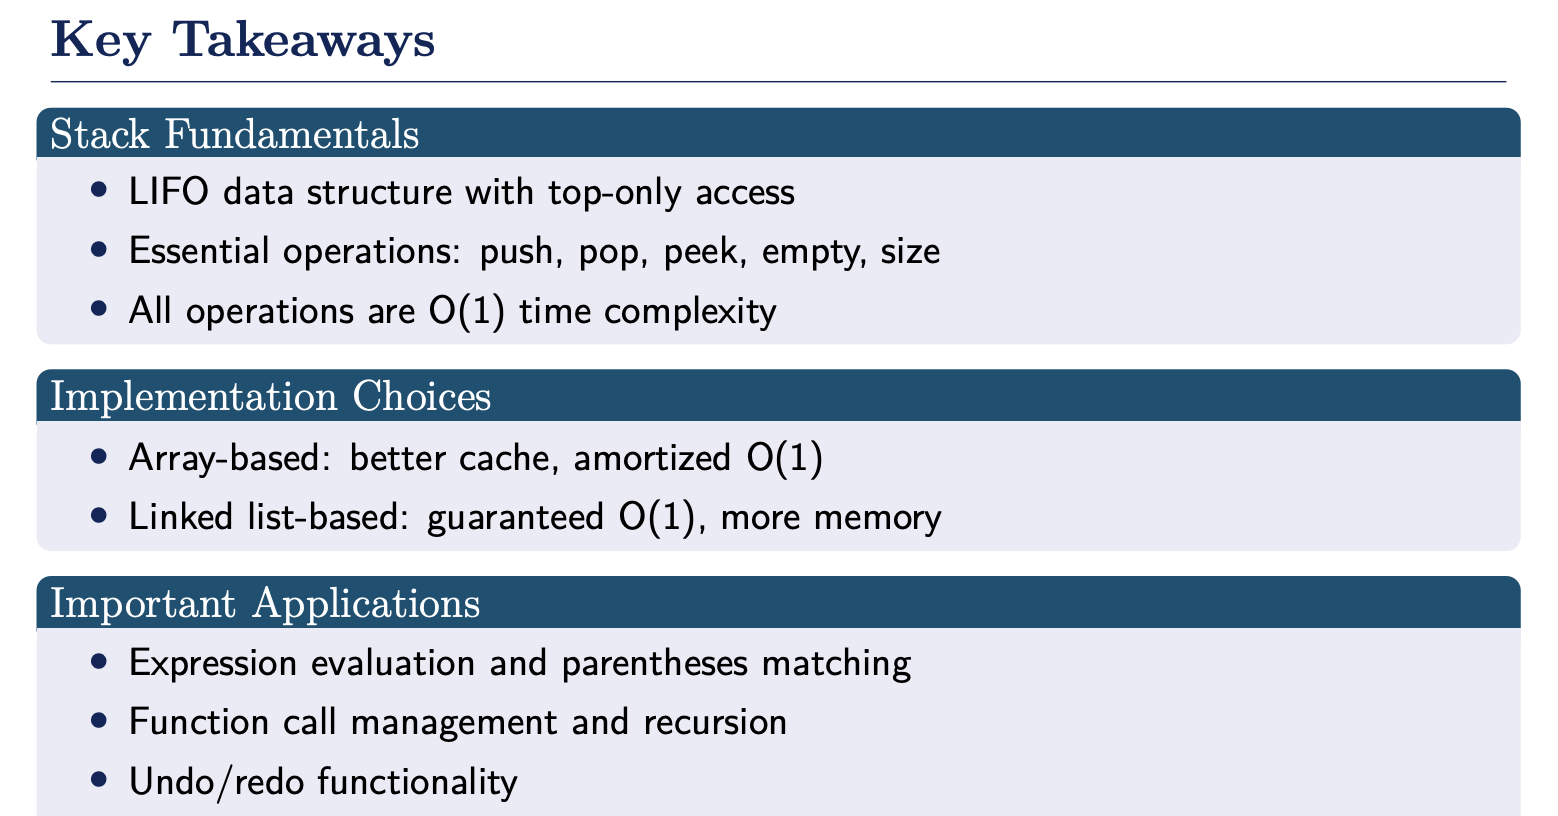 Key Takeaways
Stack Fundamentals
LIFO data structure with top-only access
Essential operations: push, pop, peek, empty, size
All operations are O(1) time complexity
Implementation Choices
Array-based: better cache, amortized O(1)
Linked list-based: guaranteed O(1), more memory
Important Applications
Expression evaluation and parentheses matching
Function call management and recursion
Undo/redo functionality